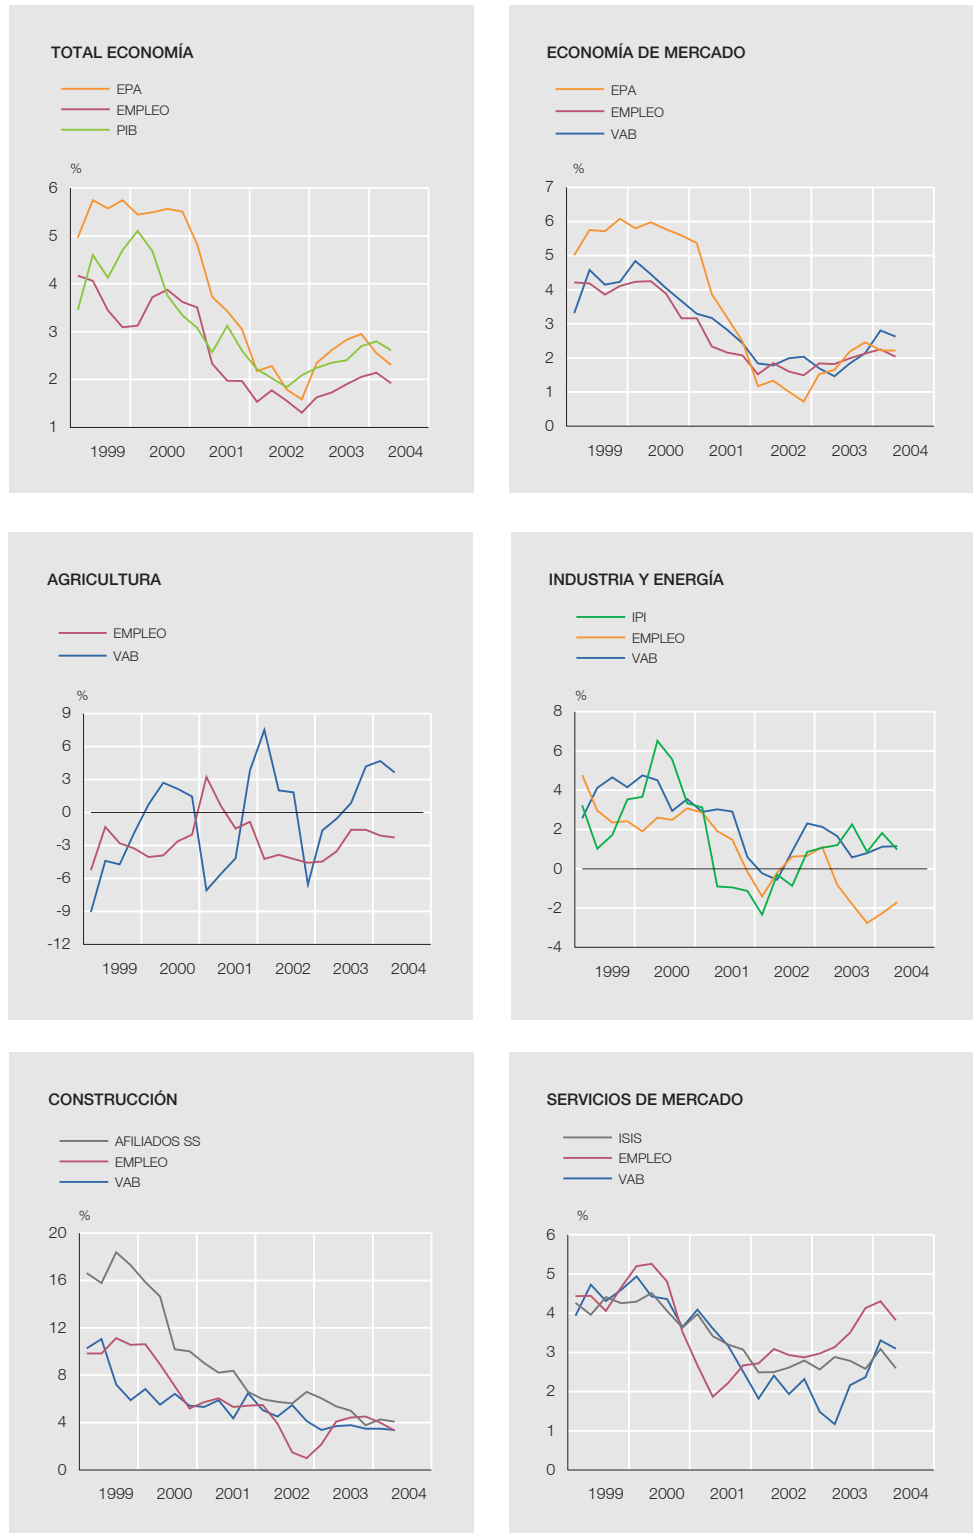 TOTAL ECONOMÍA
EPA
EMPLEO
PIB
%
6
5
4
3
2
1
1999 2000 2001 2002 2003 2004
ECONOMÍA DE MERCADO
EPA
EMPLEO
VAB
%
7
6
5
4
3
2
1
0
1999 2000 2001 2002 2003 2004
AGRICULTURA
EMPLEO
VAB
%
9
6
3
0
-3
-6
-9
-12
1999 2000 2001 2002 2003 2004
INDUSTRIA Y ENERGÍA
IPI
EMPLEO
VAB
%
8
6
4
2
0
-2
-4
1999 2000 2001 2002 2003 2004
CONSTRUCCIÓN
AFILIADOS SS
EMPLEO
VAB
%
20
16
12
8
4
0
1999 2000 2001 2002 2003 2004
SERVICIOS DE MERCADO
ISIS
EMPLEO
VAB
%
6
5
4
3
2
1
0
1999 2000 2001 2002 2003 2004